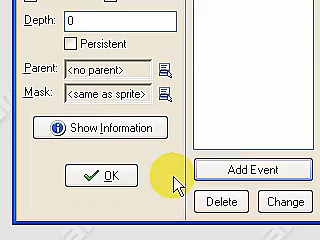 Depth: 0
Persistent
Parent: <no parent>
Mask: <same as sprite>
Show Information
OK
Add Event
Delete Change